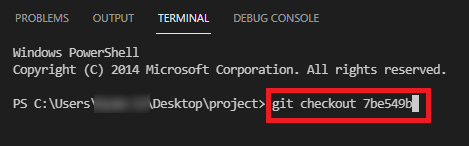 PROBLEMS OUTPUT TERMINAL DEBUG CONSOLE
Windows PowerShell
Copyright (C) 2014 Microsoft Corporation. All rights reserved.
PS C:\Users\ \Desktop\project> git checkout 7be549b